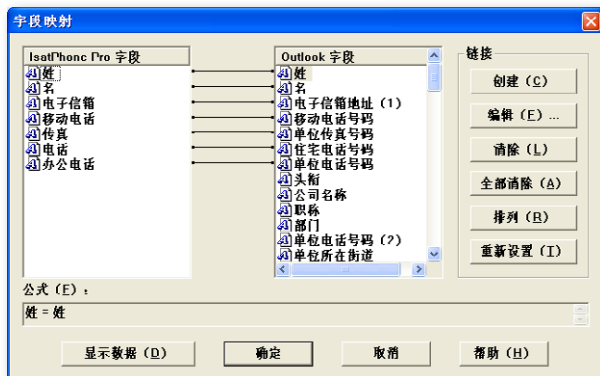 字段映射
IsatPhone Pro 字段
姓
名
电子信箱
移动电话
传真
电话
办公电话
Outlook 字段
姓
名
电子信箱地址（1）
移动电话号码
单位传真号码
住宅电话号码
单位电话号码
头衔
公司名称
职称
部门
单位电话号码（2）
单位所在街道
链接
创建（C）
编辑（E）...
清除（L）
全部清除（A）
排列（R）
重新设置（I）
公式（F）：
姓 = 姓
显示数据（D）
确定
取消
帮助（H）